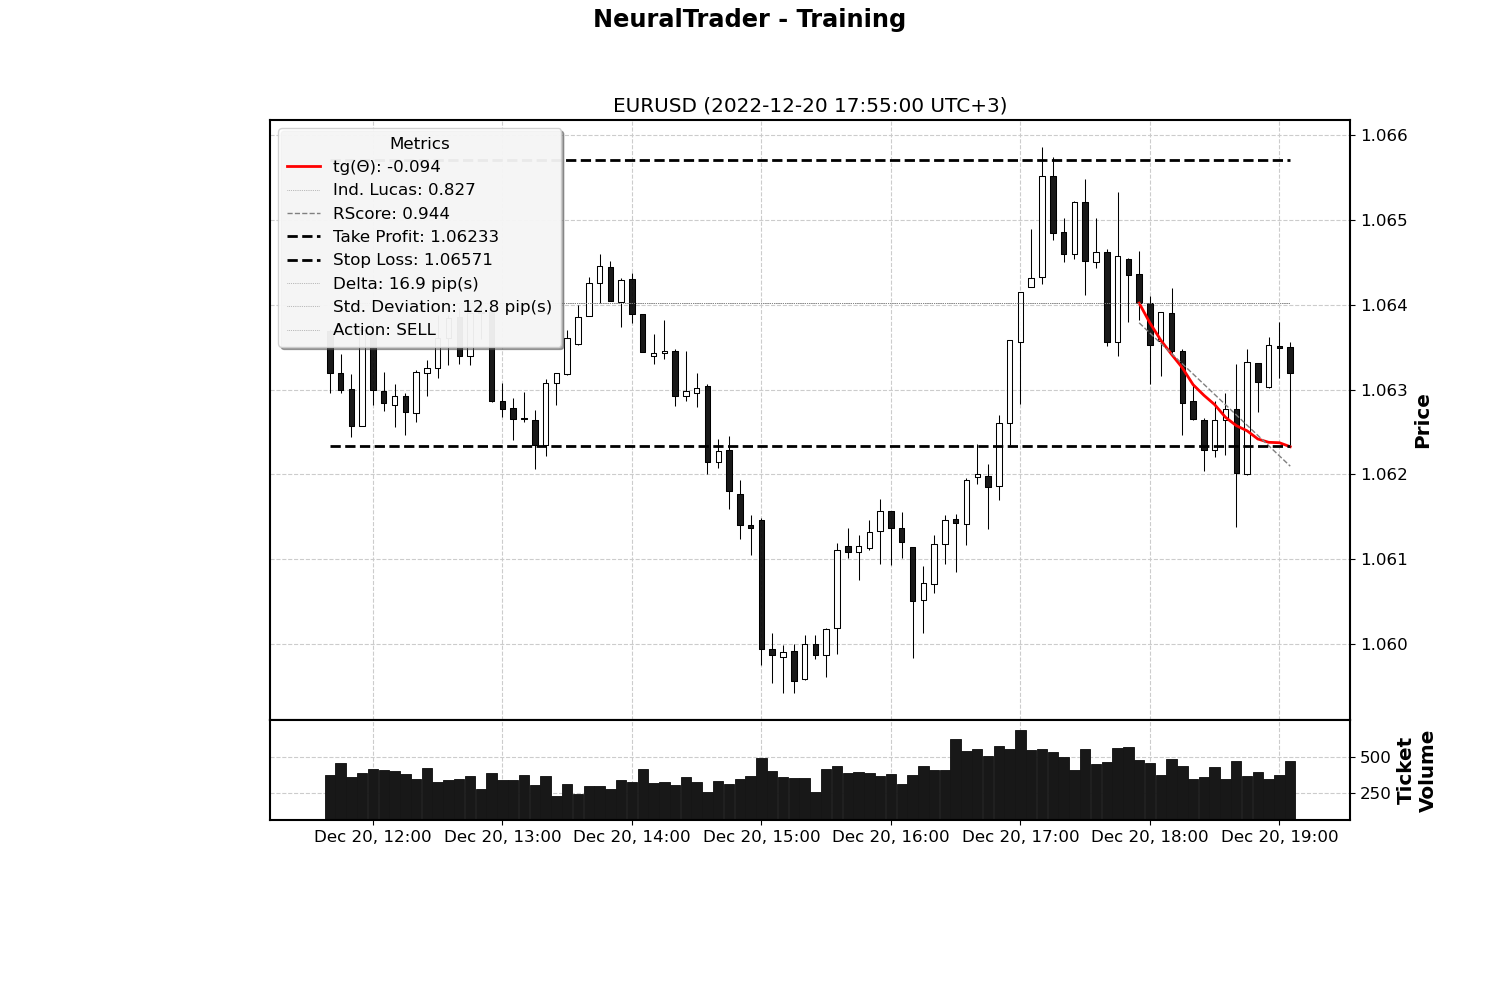 NeuralTrader - Training
EURUSD (2022-12-20 17:55:00 UTC+3)
Metrics
tg(Θ): -0.094
Ind. Lucas: 0.827
RScore: 0.944
Take Profit: 1.06233
Stop Loss: 1.06571
Delta: 16.9 pip(s)
Std. Deviation: 12.8 pip(s)
Action: SELL
1.066
1.065
1.064
1.063
1.062
1.061
1.060
Price
500
250
Ticket
Volume
Dec 20, 12:00
Dec 20, 13:00
Dec 20, 14:00
Dec 20, 15:00
Dec 20, 16:00
Dec 20, 17:00
Dec 20, 18:00
Dec 20, 19:00